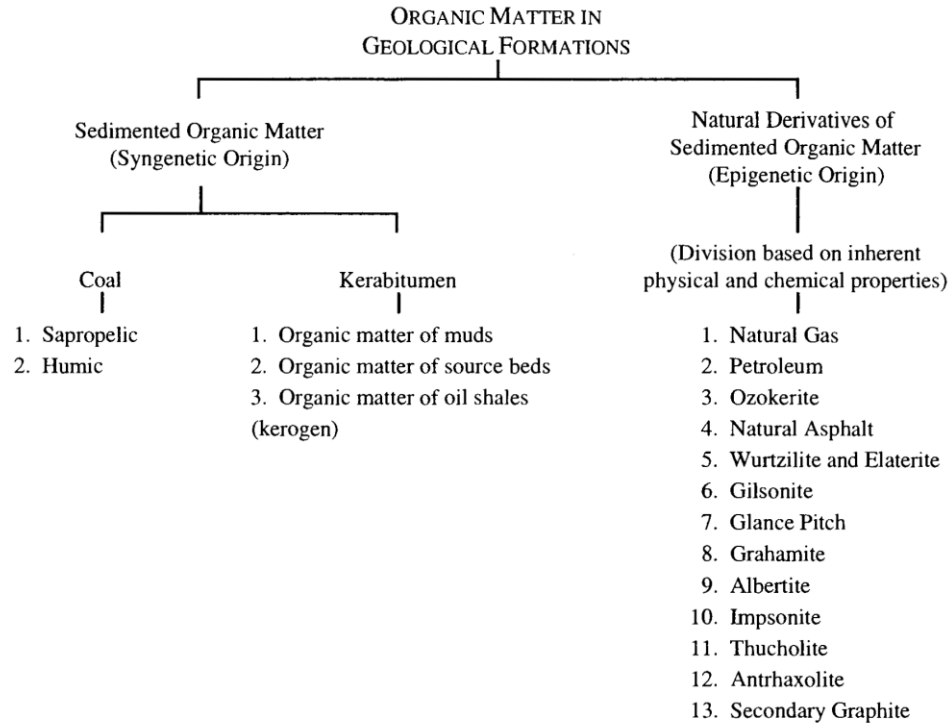 ORGANIC MATTER IN
GEOLOGICAL FORMATIONS
Sedimented Organic Matter
(Syngenetic Origin)
Natural Derivatives of
Sedimented Organic Matter
(Epigenetic Origin)
Coal
1. Sapropelic
2. Humic
Kerabitumen
1. Organic matter of muds
2. Organic matter of source beds
3. Organic matter of oil shales
(kerogen)
(Division based on inherent
physical and chemical properties)
1. Natural Gas
2. Petroleum
3. Ozokerite
4. Natural Asphalt
5. Wurtzilite and Elaterite
6. Gilsonite
7. Glance Pitch
8. Grahamite
9. Albertite
10. Impsonite
11. Thucholite
12. Antrhaxolite
13. Secondary Graphite